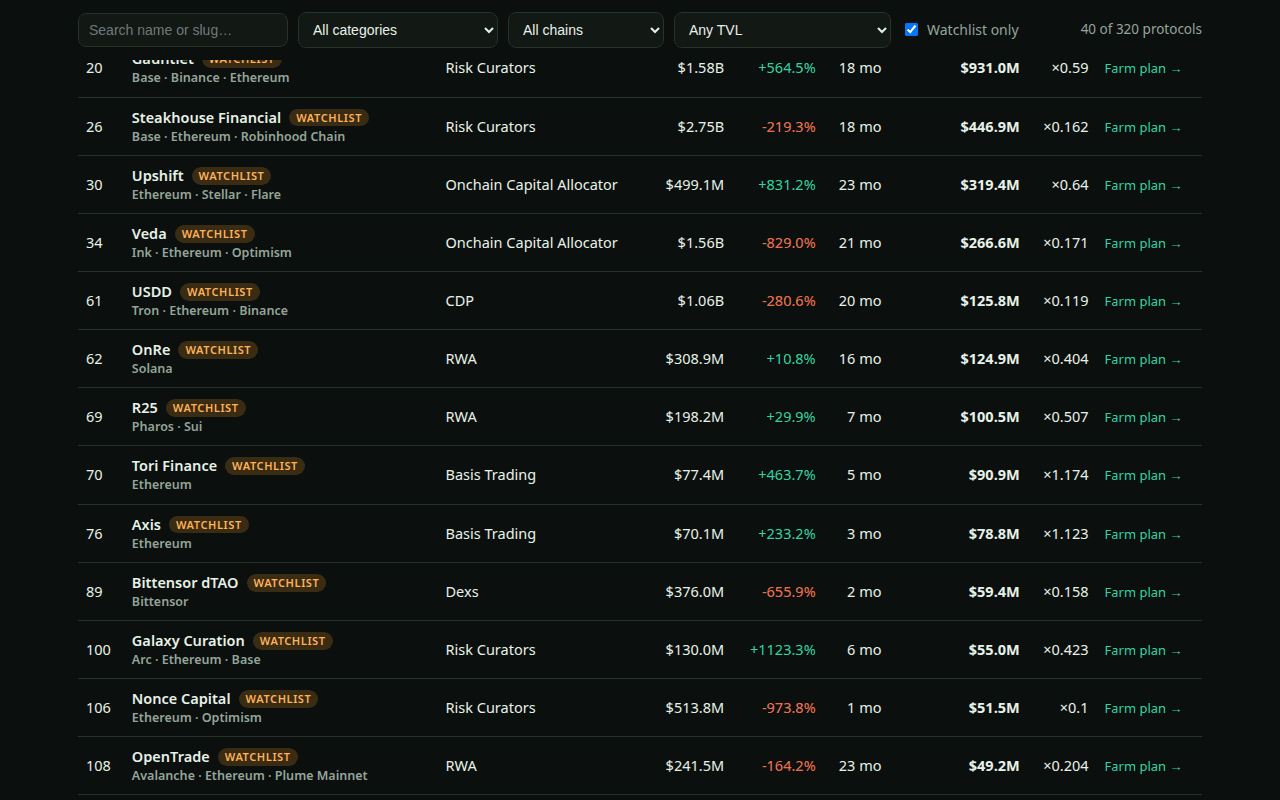 Search name or slug… All categories All chains Any TVL Watchlist only 40 of 320 protocols
20 Gauntlet WATCHLIST Risk Curators $1.58B +564.5% 18 mo $931.0M ×0.59 Farm plan →
Base · Binance · Ethereum
26 Steakhouse Financial WATCHLIST Risk Curators $2.75B -219.3% 18 mo $446.9M ×0.162 Farm plan →
Base · Ethereum · Robinhood Chain
30 Upshift WATCHLIST Onchain Capital Allocator $499.1M +831.2% 23 mo $319.4M ×0.64 Farm plan →
Ethereum · Stellar · Flare
34 Veda WATCHLIST Onchain Capital Allocator $1.56B -829.0% 21 mo $266.6M ×0.171 Farm plan →
Ink · Ethereum · Optimism
61 USDD WATCHLIST CDP $1.06B -280.6% 20 mo $125.8M ×0.119 Farm plan →
Tron · Ethereum · Binance
62 OnRe WATCHLIST RWA $308.9M +10.8% 16 mo $124.9M ×0.404 Farm plan →
Solana
69 R25 WATCHLIST RWA $198.2M +29.9% 7 mo $100.5M ×0.507 Farm plan →
Pharos · Sui
70 Tori Finance WATCHLIST Basis Trading $77.4M +463.7% 5 mo $90.9M ×1.174 Farm plan →
Ethereum
76 Axis WATCHLIST Basis Trading $70.1M +233.2% 3 mo $78.8M ×1.123 Farm plan →
Ethereum
89 Bittensor dTAO WATCHLIST Dexs $376.0M -655.9% 2 mo $59.4M ×0.158 Farm plan →
Bittensor
100 Galaxy Curation WATCHLIST Risk Curators $130.0M +1123.3% 6 mo $55.0M ×0.423 Farm plan →
Arc · Ethereum · Base
106 Nonce Capital WATCHLIST Risk Curators $513.8M -973.8% 1 mo $51.5M ×0.1 Farm plan →
Ethereum · Optimism
108 OpenTrade WATCHLIST RWA $241.5M -164.2% 23 mo $49.2M ×0.204 Farm plan →
Avalanche · Ethereum · Plume Mainnet